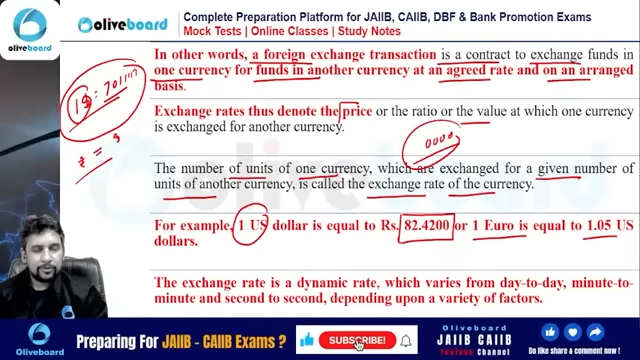 oliveboard
Complete Preparation Platform for JAIIB, CAIIB, DBF & Bank Promotion Exams
Mock Tests | Online Classes | Study Notes
Oliveboard
In other words, a foreign exchange transaction is a contract to exchange funds in
one currency for funds in another currency at an agreed rate and on an arranged
basis.
1$ =
Exchange rates thus denote the price or the ratio or the value at which one currency
is exchanged for another currency.
0000
oliveboard
The number of units of one currency, which are exchanged for a given number of
units of another currency, is called the exchange rate of the currency.
For example, 1 US dollar is equal to Rs. 82.4200 or 1 Euro is equal to 1.05 US
dollars.
The exchange rate is a dynamic rate, which varies from day-to-day, minute-to-
minute and second to second, depending upon a variety of factors.
Oliveboard
Preparing For JAIIB - CAIIB Exams ?
SUBSCRIBE!
Oliveboard
JAIIB CAIIB
YouTube Channel
Do like share & comment now!